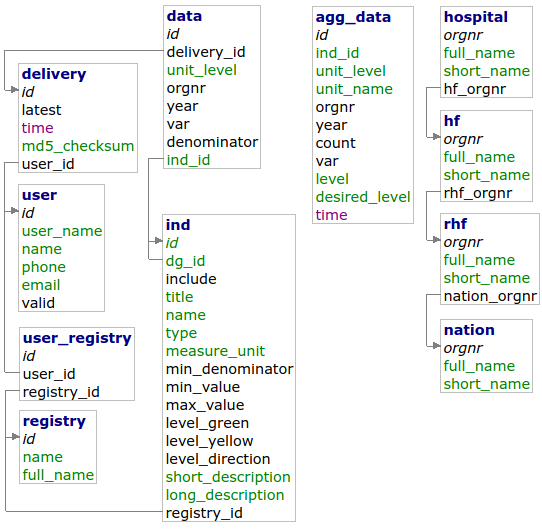 data
id
delivery_id
unit_level
orgnr
year
var
denominator
ind_id
delivery
id
latest
time
md5_checksum
user_id
user
id
user_name
name
phone
email
valid
user_registry
id
user_id
registry_id
registry
id
name
full_name
ind
id
dg_id
include
title
name
type
measure_unit
min_denominator
min_value
max_value
level_green
level_yellow
level_direction
short_description
long_description
registry_id
agg_data
id
ind_id
unit_level
unit_name
orgnr
year
count
var
level
desired_level
time
hospital
orgnr
full_name
short_name
hf_orgnr
hf
orgnr
full_name
short_name
rhf_orgnr
rhf
orgnr
full_name
short_name
nation_orgnr
nation
orgnr
full_name
short_name